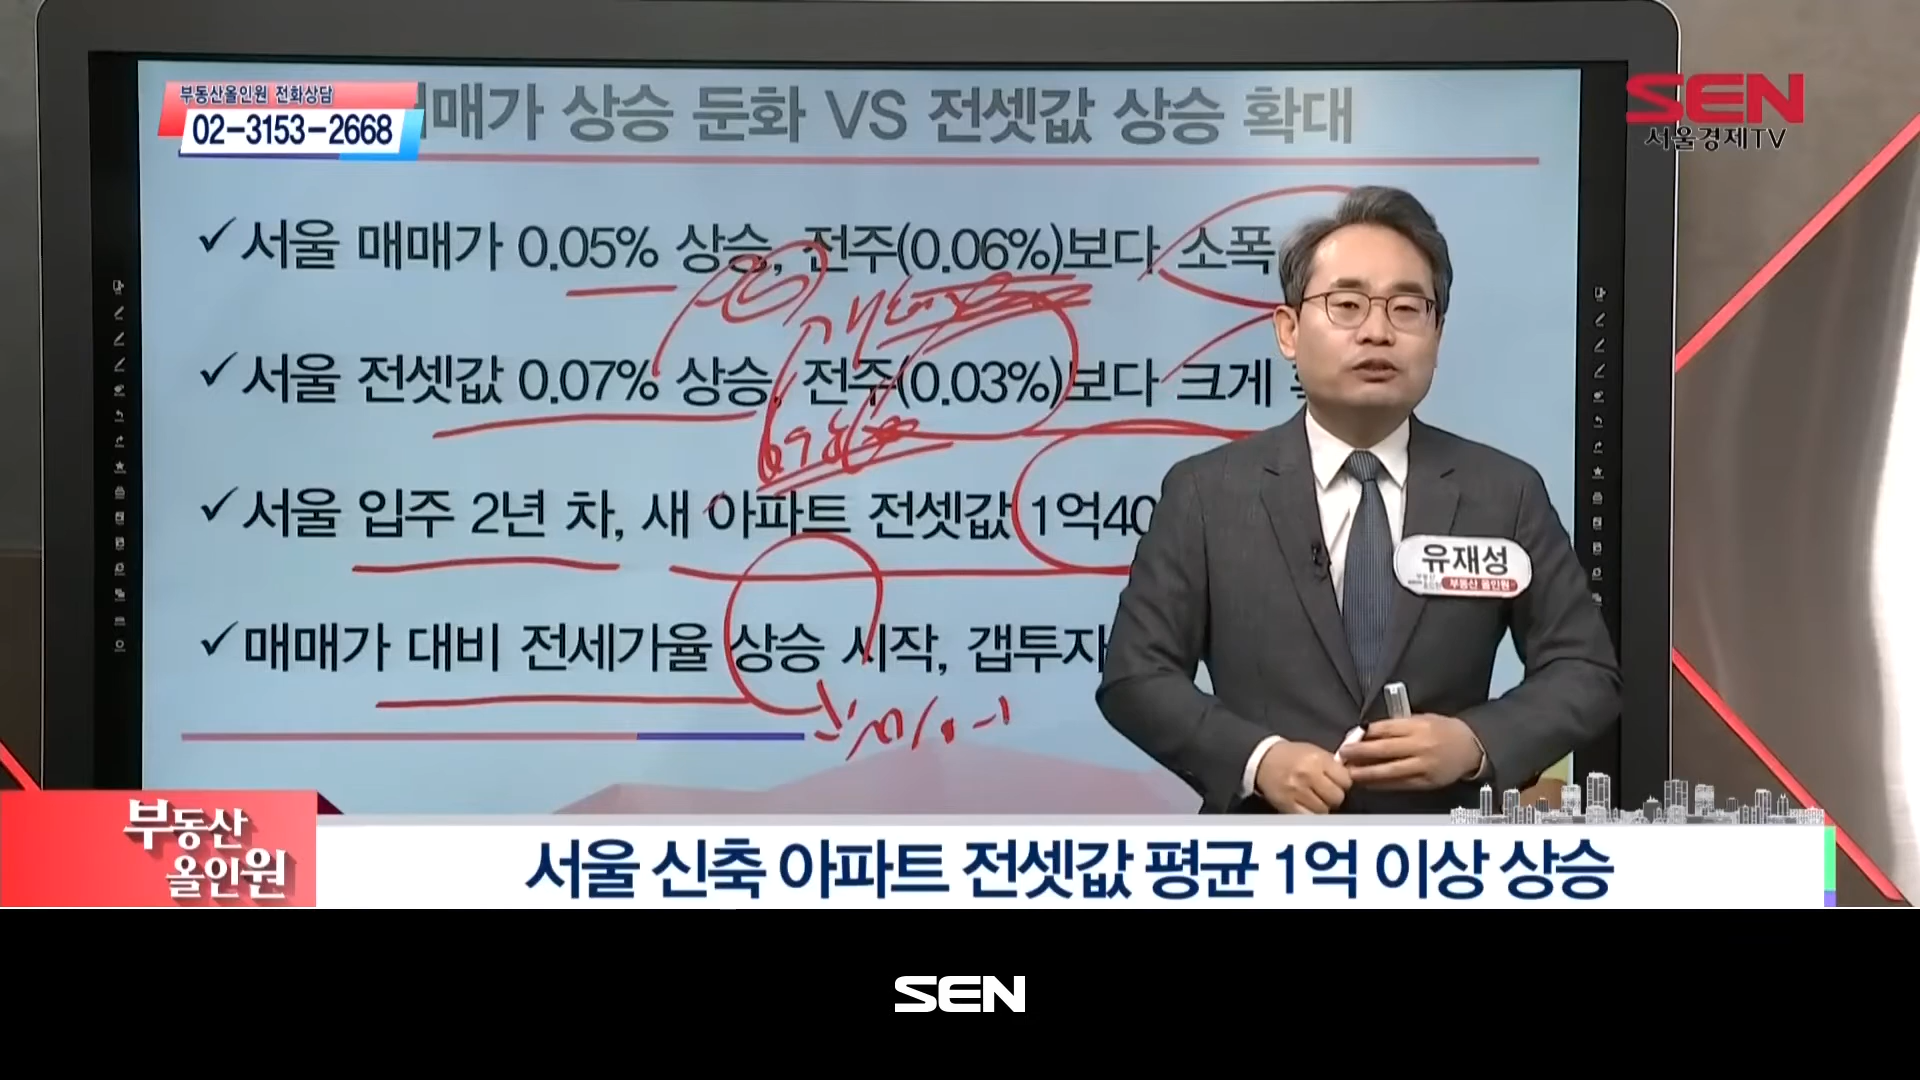 부동산올인원 전화상담
02-3153-2668
매가 상승 둔화 VS 전셋값 상승 확대
SEN
서울경제TV
✓서울 매매가 0.05% 상승, 전주(0.06%)보다 소폭
✓서울 전셋값 0.07% 상승, 전주(0.03%)보다 크게
✓서울 입주 2년 차, 새 아파트 전셋값 1억40
✓매매가 대비 전세가율 상승 시작, 갭투자
유재성
부동산 올인원
부동산
올인원
서울 신축 아파트 전셋값 평균 1억 이상 상승
SEN